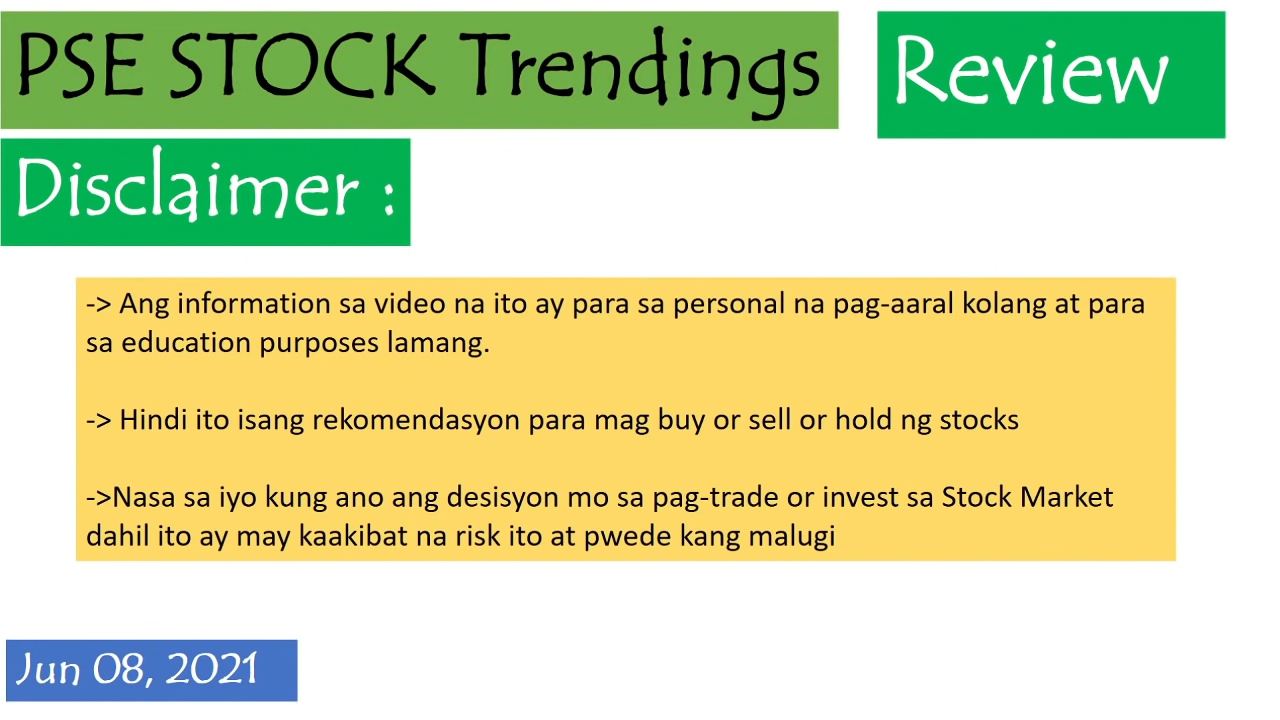 PSE STOCK Trendings Review
Disclaimer :
-> Ang information sa video na ito ay para sa personal na pag-aaral kolang at para
sa education purposes lamang.
-> Hindi ito isang rekomendasyon para mag buy or sell or hold ng stocks
->Nasa sa iyo kung ano ang desisyon mo sa pag-trade or invest sa Stock Market
dahil ito ay may kaakibat na risk ito at pwede kang malugi
Jun 08, 2021